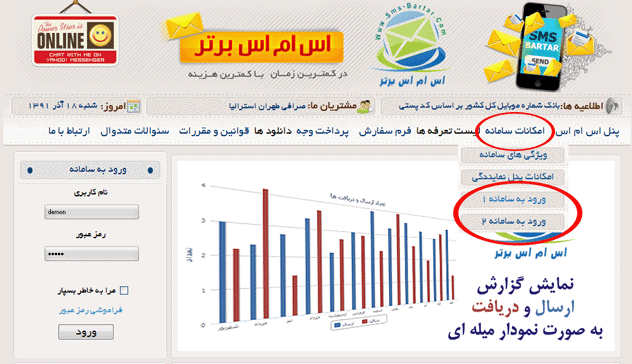 The Power User is
ONLINE
CHAT WITH ME ON
YAHOO! MESSENGER
اس ام اس برتر
در کمترین زمان با کمترین هزینه
www.Sms-Bartar.Com
اس ام اس برتر
SMS
BARTAR
SEND
اطلاعیه ها: بانک شماره موبایل کل کشور بر اساس کد پستی
مشتریان ما: صرافی طهران استرالیا
امروز: شنبه ۱۸ آذر ۱۳۹۱
پنل اس ام اس امکانات سامانه لیست تعرفه ها فرم سفارش پرداخت وجه دانلود ها قوانین و مقررات سئوالات متدوال ارتباط با ما
ویژگی های سامانه
امکانات پنل نمایندگی
ورود به سامانه ۱
ورود به سامانه ۲
ورود به سامانه
نام کاربری
demon
رمز عبور
مرا به خاطر بسپار
فراموشی رمز عبور
ورود
نمودار ارسال و دریافت ها
تعداد
4
3
2
1
0
دریافت
ارسال
اس ام اس برتر
نمایش گزارش
ارسال و دریافت
به صورت نمودار میله ای